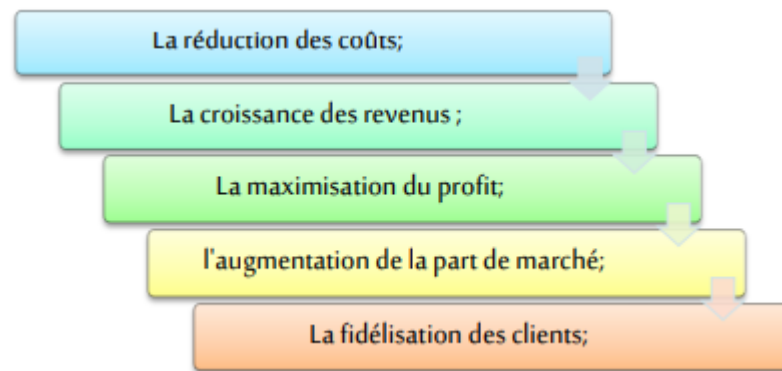 La réduction des coûts;
La croissance des revenus ;
La maximisation du profit;
l'augmentation de la part de marché;
La fidélisation des clients;